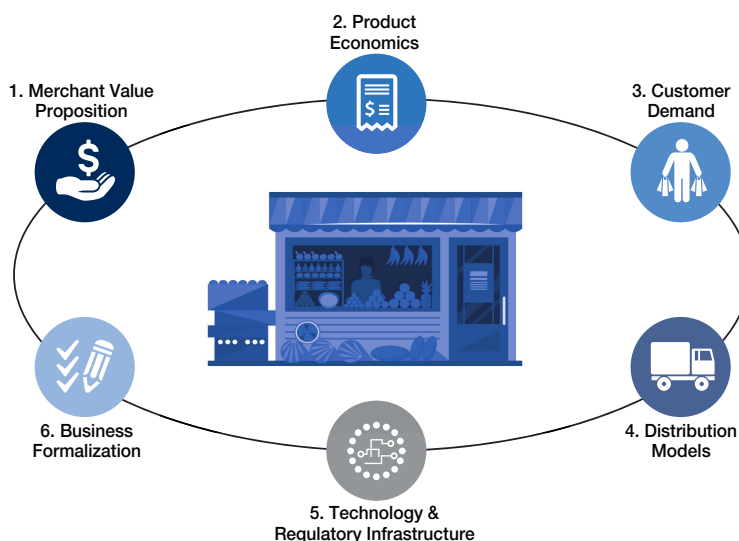 1. Merchant Value
Proposition
2. Product
Economics
3. Customer
Demand
4. Distribution
Models
5. Technology &
Regulatory Infrastructure
6. Business
Formalization